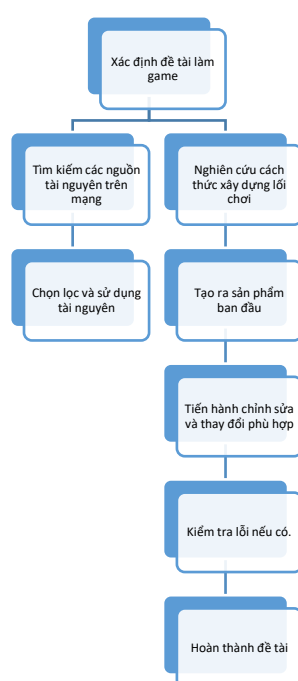 Xác định đề tài làm
game
Tìm kiếm các nguồn
tài nguyên trên
mạng
Nghiên cứu cách
thức xây dựng lối
chơi
Chọn lọc và sử dụng
tài nguyên
Tạo ra sản phẩm
ban đầu
Tiến hành chỉnh sửa
và thay đổi phù hợp
Kiểm tra lỗi nếu có.
Hoàn thành đề tài